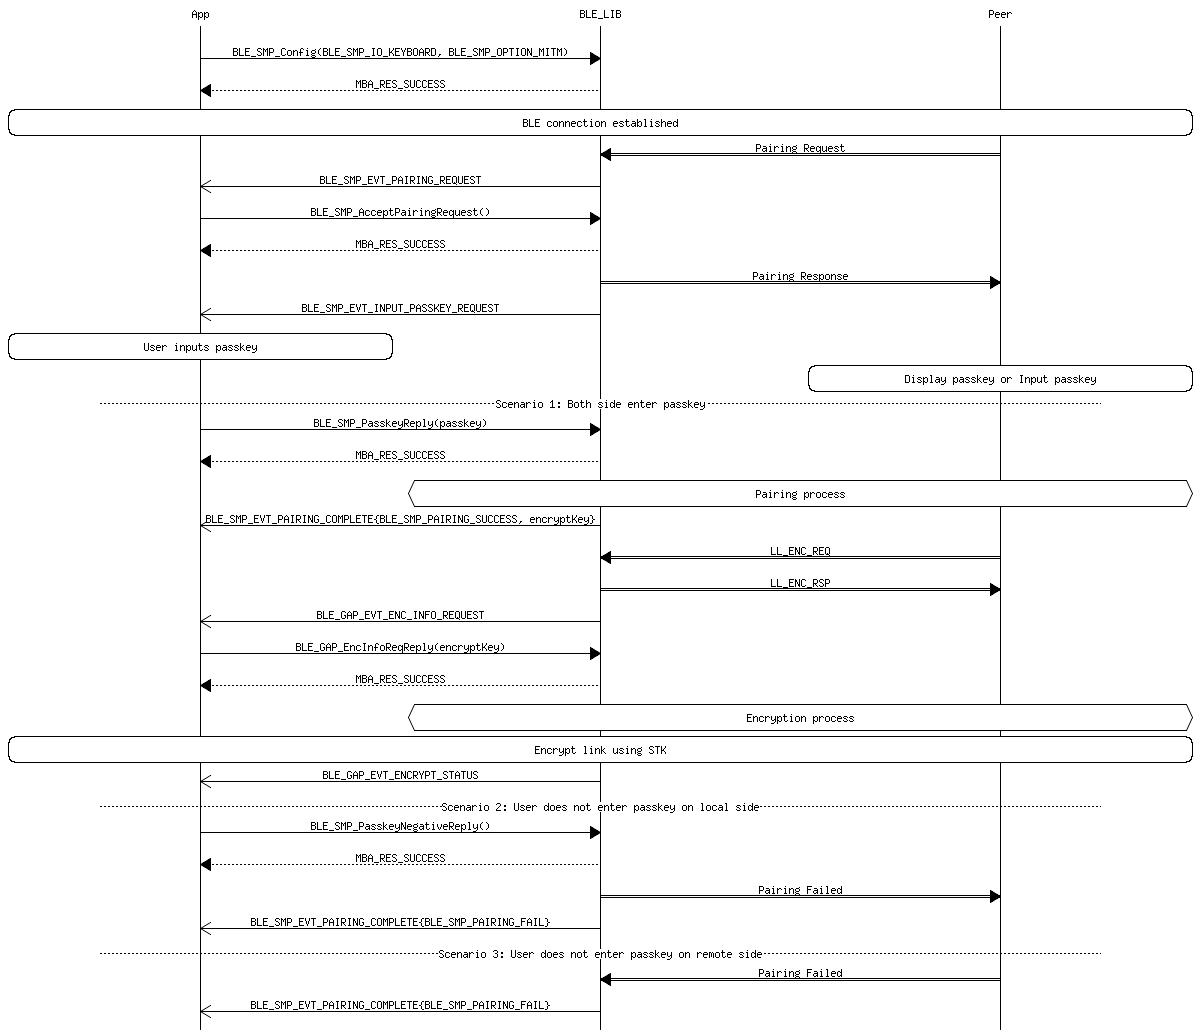 App
BLE_LIB
Peer
BLE_SMP_Config(BLE_SMP_IO_KEYBOARD, BLE_SMP_OPTION_MITM)
MBA_RES_SUCCESS
BLE connection established
Pairing Request
BLE_SMP_EVT_PAIRING_REQUEST
BLE_SMP_AcceptPairingRequest()
MBA_RES_SUCCESS
Pairing Response
BLE_SMP_EVT_INPUT_PASSKEY_REQUEST
User inputs passkey
Display passkey or Input passkey
Scenario 1: Both side enter passkey
BLE_SMP_PasskeyReply(passkey)
MBA_RES_SUCCESS
Pairing process
BLE_SMP_EVT_PAIRING_COMPLETE{BLE_SMP_PAIRING_SUCCESS, encryptKey}
LL_ENC_REQ
LL_ENC_RSP
BLE_GAP_EVT_ENC_INFO_REQUEST
BLE_GAP_EncInfoReqReply(encryptKey)
MBA_RES_SUCCESS
Encryption process
Encrypt link using STK
BLE_GAP_EVT_ENCRYPT_STATUS
Scenario 2: User does not enter passkey on local side
BLE_SMP_PasskeyNegativeReply()
MBA_RES_SUCCESS
Pairing Failed
BLE_SMP_EVT_PAIRING_COMPLETE{BLE_SMP_PAIRING_FAIL}
Scenario 3: User does not enter passkey on remote side
Pairing Failed
BLE_SMP_EVT_PAIRING_COMPLETE{BLE_SMP_PAIRING_FAIL}